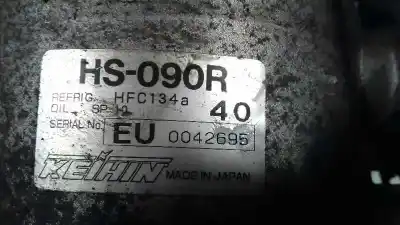 HS-090R
REFRIG. HFC134a
OIL SP-10 40
SERIAL No. EU 0042695
KEIHIN MADE IN JAPAN